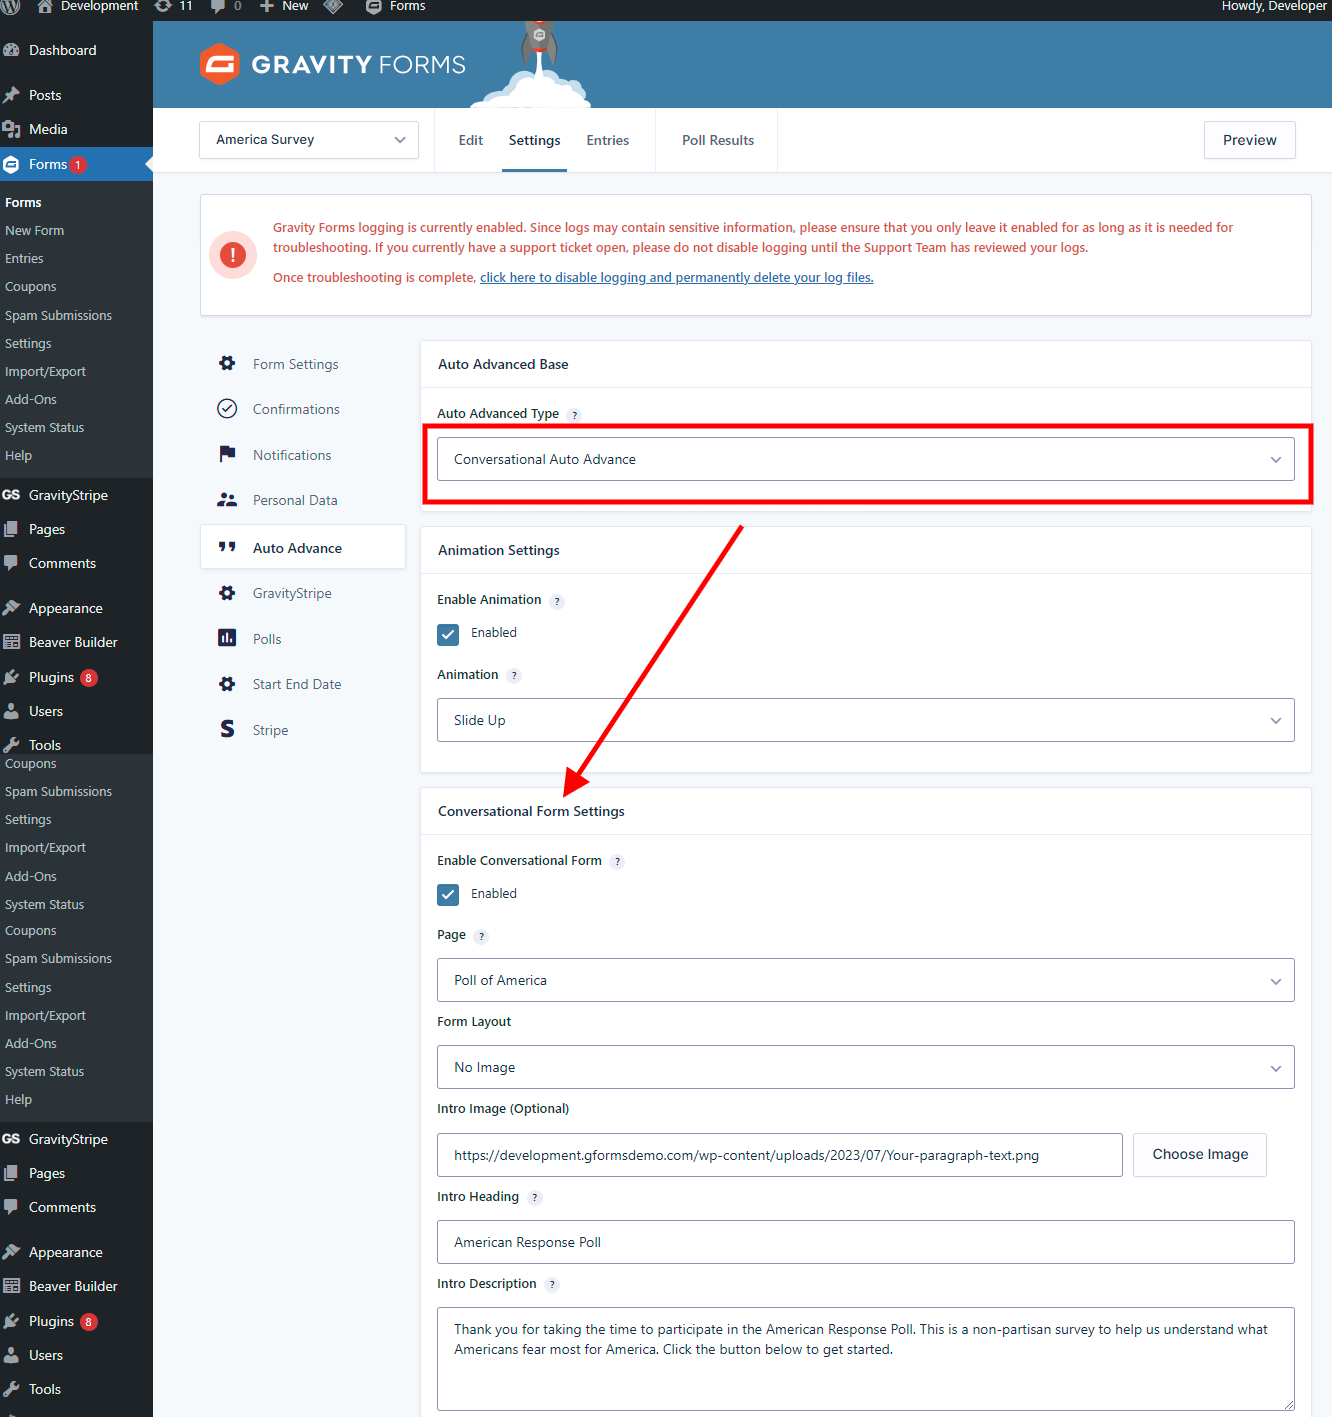 Development 11 0 New Forms Howdy, Developer
Dashboard
Posts
Media
Forms 1
Forms
New Form
Entries
Coupons
Spam Submissions
Settings
Import/Export
Add-Ons
System Status
Help
GS GravityStripe
Pages
Comments
Appearance
Beaver Builder
Plugins 8
Users
Tools
Coupons
Spam Submissions
Settings
Import/Export
Add-Ons
System Status
Coupons
Spam Submissions
Settings
Import/Export
Add-Ons
System Status
Help
GS GravityStripe
Pages
Comments
Appearance
Beaver Builder
Plugins 8
Users
Tools
GRAVITY FORMS
America Survey Edit Settings Entries Poll Results Preview
Gravity Forms logging is currently enabled. Since logs may contain sensitive information, please ensure that you only leave it enabled for as long as it is needed for
troubleshooting. If you currently have a support ticket open, please do not disable logging until the Support Team has reviewed your logs.
Once troubleshooting is complete, click here to disable logging and permanently delete your log files.
Form Settings
Confirmations
Notifications
Personal Data
Auto Advance
GravityStripe
Polls
Start End Date
Stripe
Auto Advanced Base
Auto Advanced Type ?
Conversational Auto Advance
Animation Settings
Enable Animation ?
Enabled
Animation ?
Slide Up
Conversational Form Settings
Enable Conversational Form ?
Enabled
Page ?
Poll of America
Form Layout
No Image
Intro Image (Optional)
https://development.gformsdemo.com/wp-content/uploads/2023/07/Your-paragraph-text.png Choose Image
Intro Heading ?
American Response Poll
Intro Description ?
Thank you for taking the time to participate in the American Response Poll. This is a non-partisan survey to help us understand what
Americans fear most for America. Click the button below to get started.